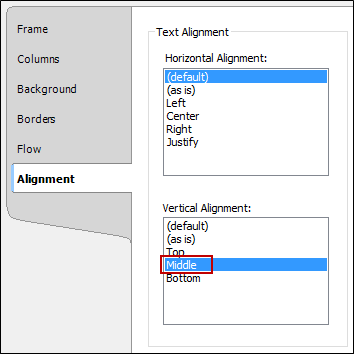 Frame
Columns
Background
Borders
Flow
Alignment
Text Alignment
Horizontal Alignment:
(default)
(as is)
Left
Center
Right
Justify
Vertical Alignment:
(default)
(as is)
Top
Middle
Bottom